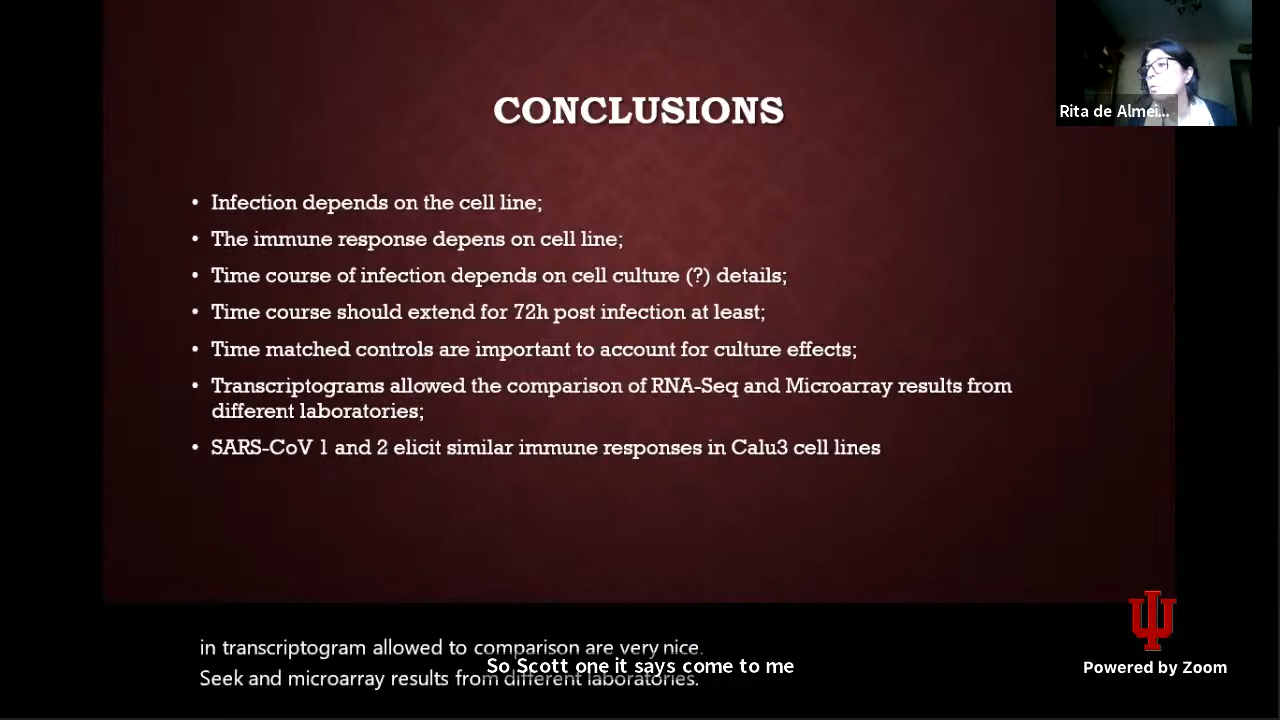 CONCLUSIONS
Rita de Almei...
• Infection depends on the cell line;
• The immune response depens on cell line;
• Time course of infection depends on cell culture (?) details;
• Time course should extend for 72h post infection at least;
• Time matched controls are important to account for culture effects;
• Transcriptograms allowed the comparison of RNA-Seq and Microarray results from
different laboratories;
• SARS-CoV 1 and 2 elicit similar immune responses in Calu3 cell lines
in transcriptogram allowed to comparison are very nice.
So Scott one it says come to me
Seek and microarray results from different laboratories.
Powered by Zoom